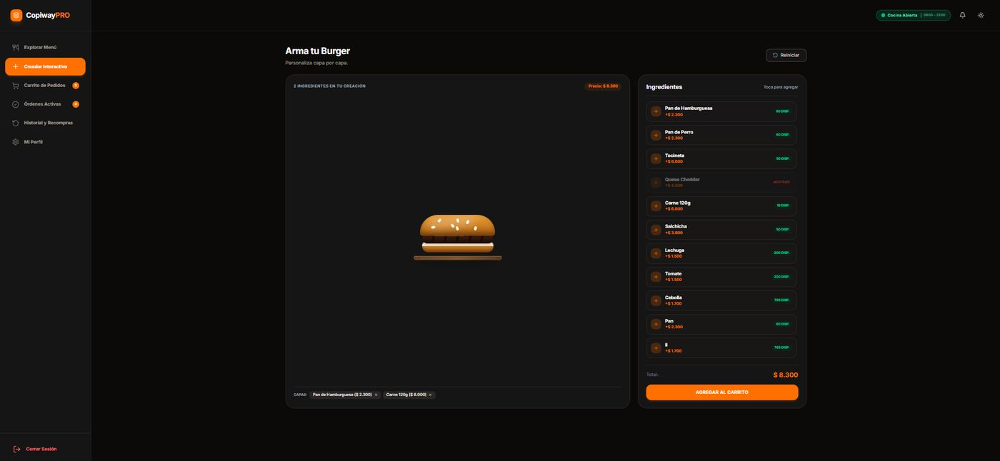 CopiwayPRO
Cocina Abierta | 08:00 - 23:00
Explorar Menú
Creador Interactivo
Carrito de Pedidos 5
Órdenes Activas 4
Historial y Recompras
Mi Perfil
Cerrar Sesión
Arma tu Burger
Personaliza capa por capa.
Reiniciar
2 INGREDIENTES EN TU CREACIÓN
Precio: $ 8.300
CAPAS:
Pan de Hamburguesa ($ 2.300) ×
Carne 120g ($ 6.000) ×
Ingredientes
Toca para agregar
Pan de Hamburguesa
+$ 2.300
60 DISP.
Pan de Perro
+$ 2.300
60 DISP.
Tocineta
+$ 6.000
50 DISP.
Queso Cheddar
+$ 4.500
AGOTADO
Carne 120g
+$ 6.000
10 DISP.
Salchicha
+$ 3.800
50 DISP.
Lechuga
+$ 1.500
200 DISP.
Tomate
+$ 1.500
200 DISP.
Cebolla
+$ 1.700
763 DISP.
Pan
+$ 2.300
60 DISP.
+$ 1.700
763 DISP.
Total:
$ 8.300
AGREGAR AL CARRITO